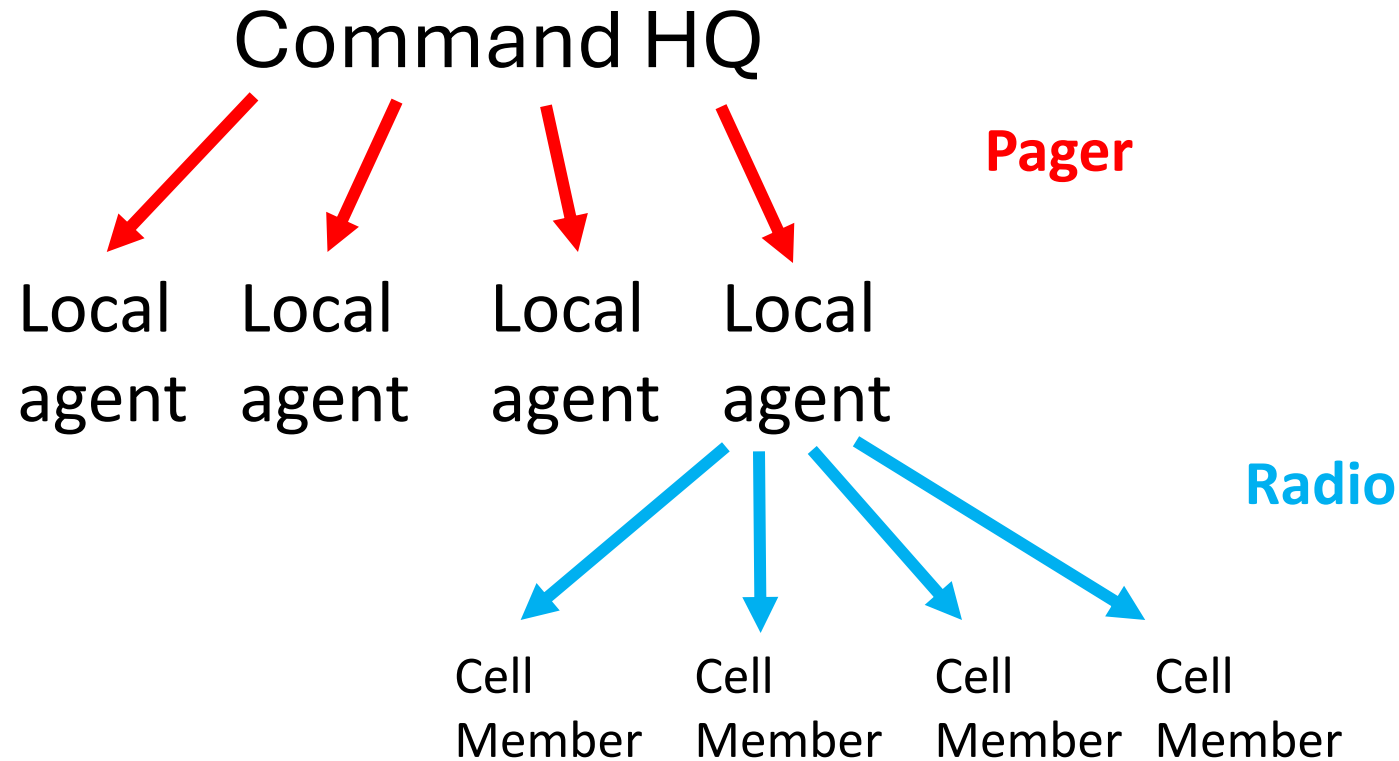 Command HQ
Pager
Local Local Local Local
agent agent agent agent
Radio
Cell Cell Cell Cell
Member Member Member Member